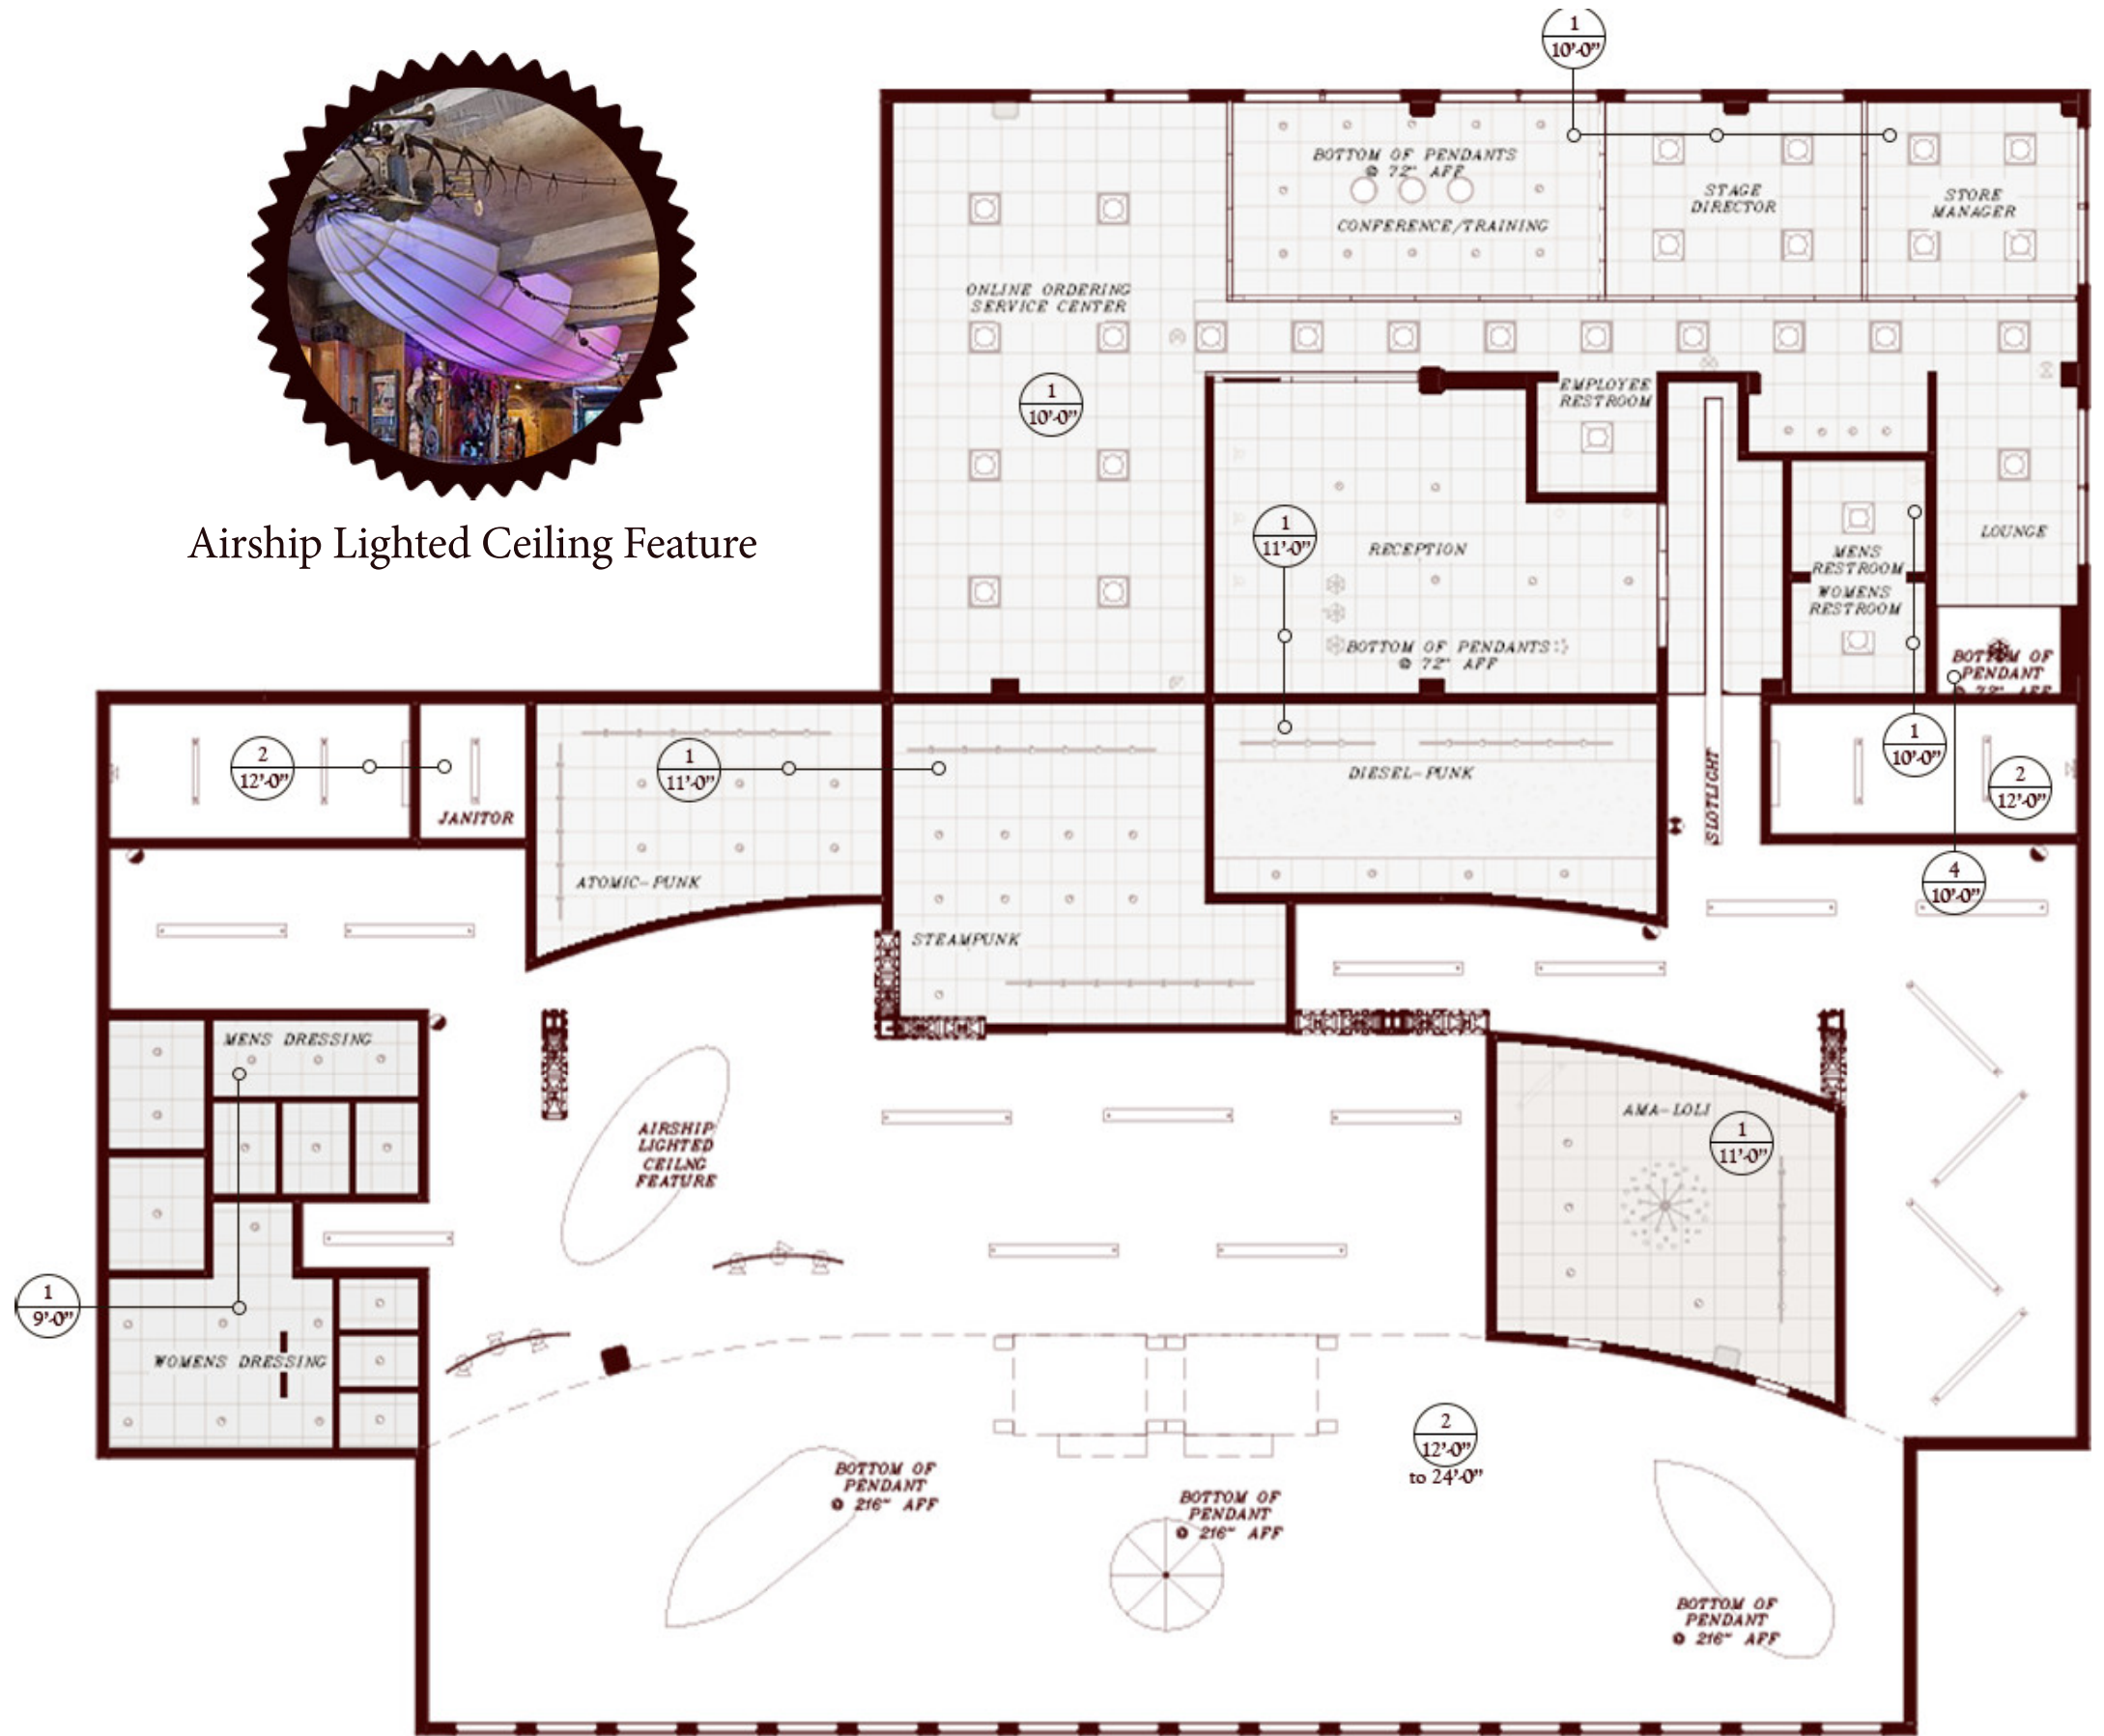 1
10'-0"
BOTTOM OF PENDANTS
@ 72" AFF
CONFERENCE/TRAINING
STAGE
DIRECTOR
STORE
MANAGER
ONLINE ORDERING
SERVICE CENTER
1
10'-0"
EMPLOYEE
RESTROOM
Airship Lighted Ceiling Feature
1
11'-0"
RECEPTION
LOUNGE
MENS
RESTROOM
WOMENS
RESTROOM
BOTTOM OF PENDANTS
@ 72" AFF
BOTTOM OF
PENDANT
@ 72" AFF
2
12'-0"
JANITOR
1
11'-0"
DIESEL-PUNK
SLOTLIGHT
1
10'-0"
2
12'-0"
ATOMIC-PUNK
4
10'-0"
STEAMPUNK
MENS DRESSING
AIRSHIP
LIGHTED
CEILNG
FEATURE
AMA-LOLI
1
11'-0"
1
9'-0"
WOMENS DRESSING
2
12'-0"
to 24'-0"
BOTTOM OF
PENDANT
@ 216" AFF
BOTTOM OF
PENDANT
@ 216" AFF
BOTTOM OF
PENDANT
@ 216" AFF